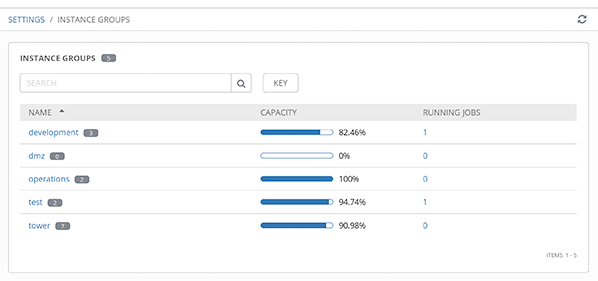 SETTINGS / INSTANCE GROUPS
INSTANCE GROUPS 5
SEARCH KEY
NAME CAPACITY RUNNING JOBS
development 3 82.46% 1
dmz 0 0% 0
operations 2 100% 0
test 2 94.74% 1
tower 7 90.98% 0
ITEMS 1 - 5